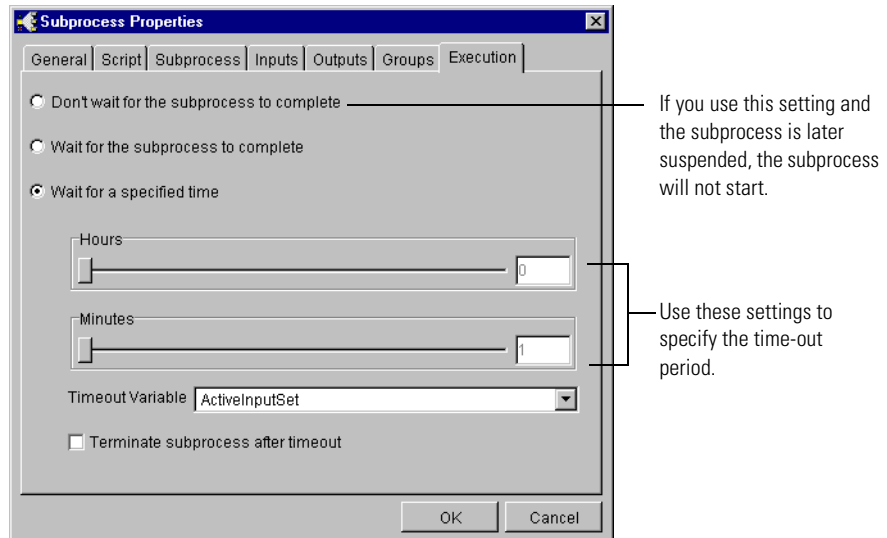 Subprocess Properties
General Script Subprocess Inputs Outputs Groups Execution
Don't wait for the subprocess to complete
Wait for the subprocess to complete
Wait for a specified time
Hours
0
Minutes
1
Timeout Variable ActiveInputSet
Terminate subprocess after timeout
OK Cancel
If you use this setting and
the subprocess is later
suspended, the subprocess
will not start.
Use these settings to
specify the time-out
period.